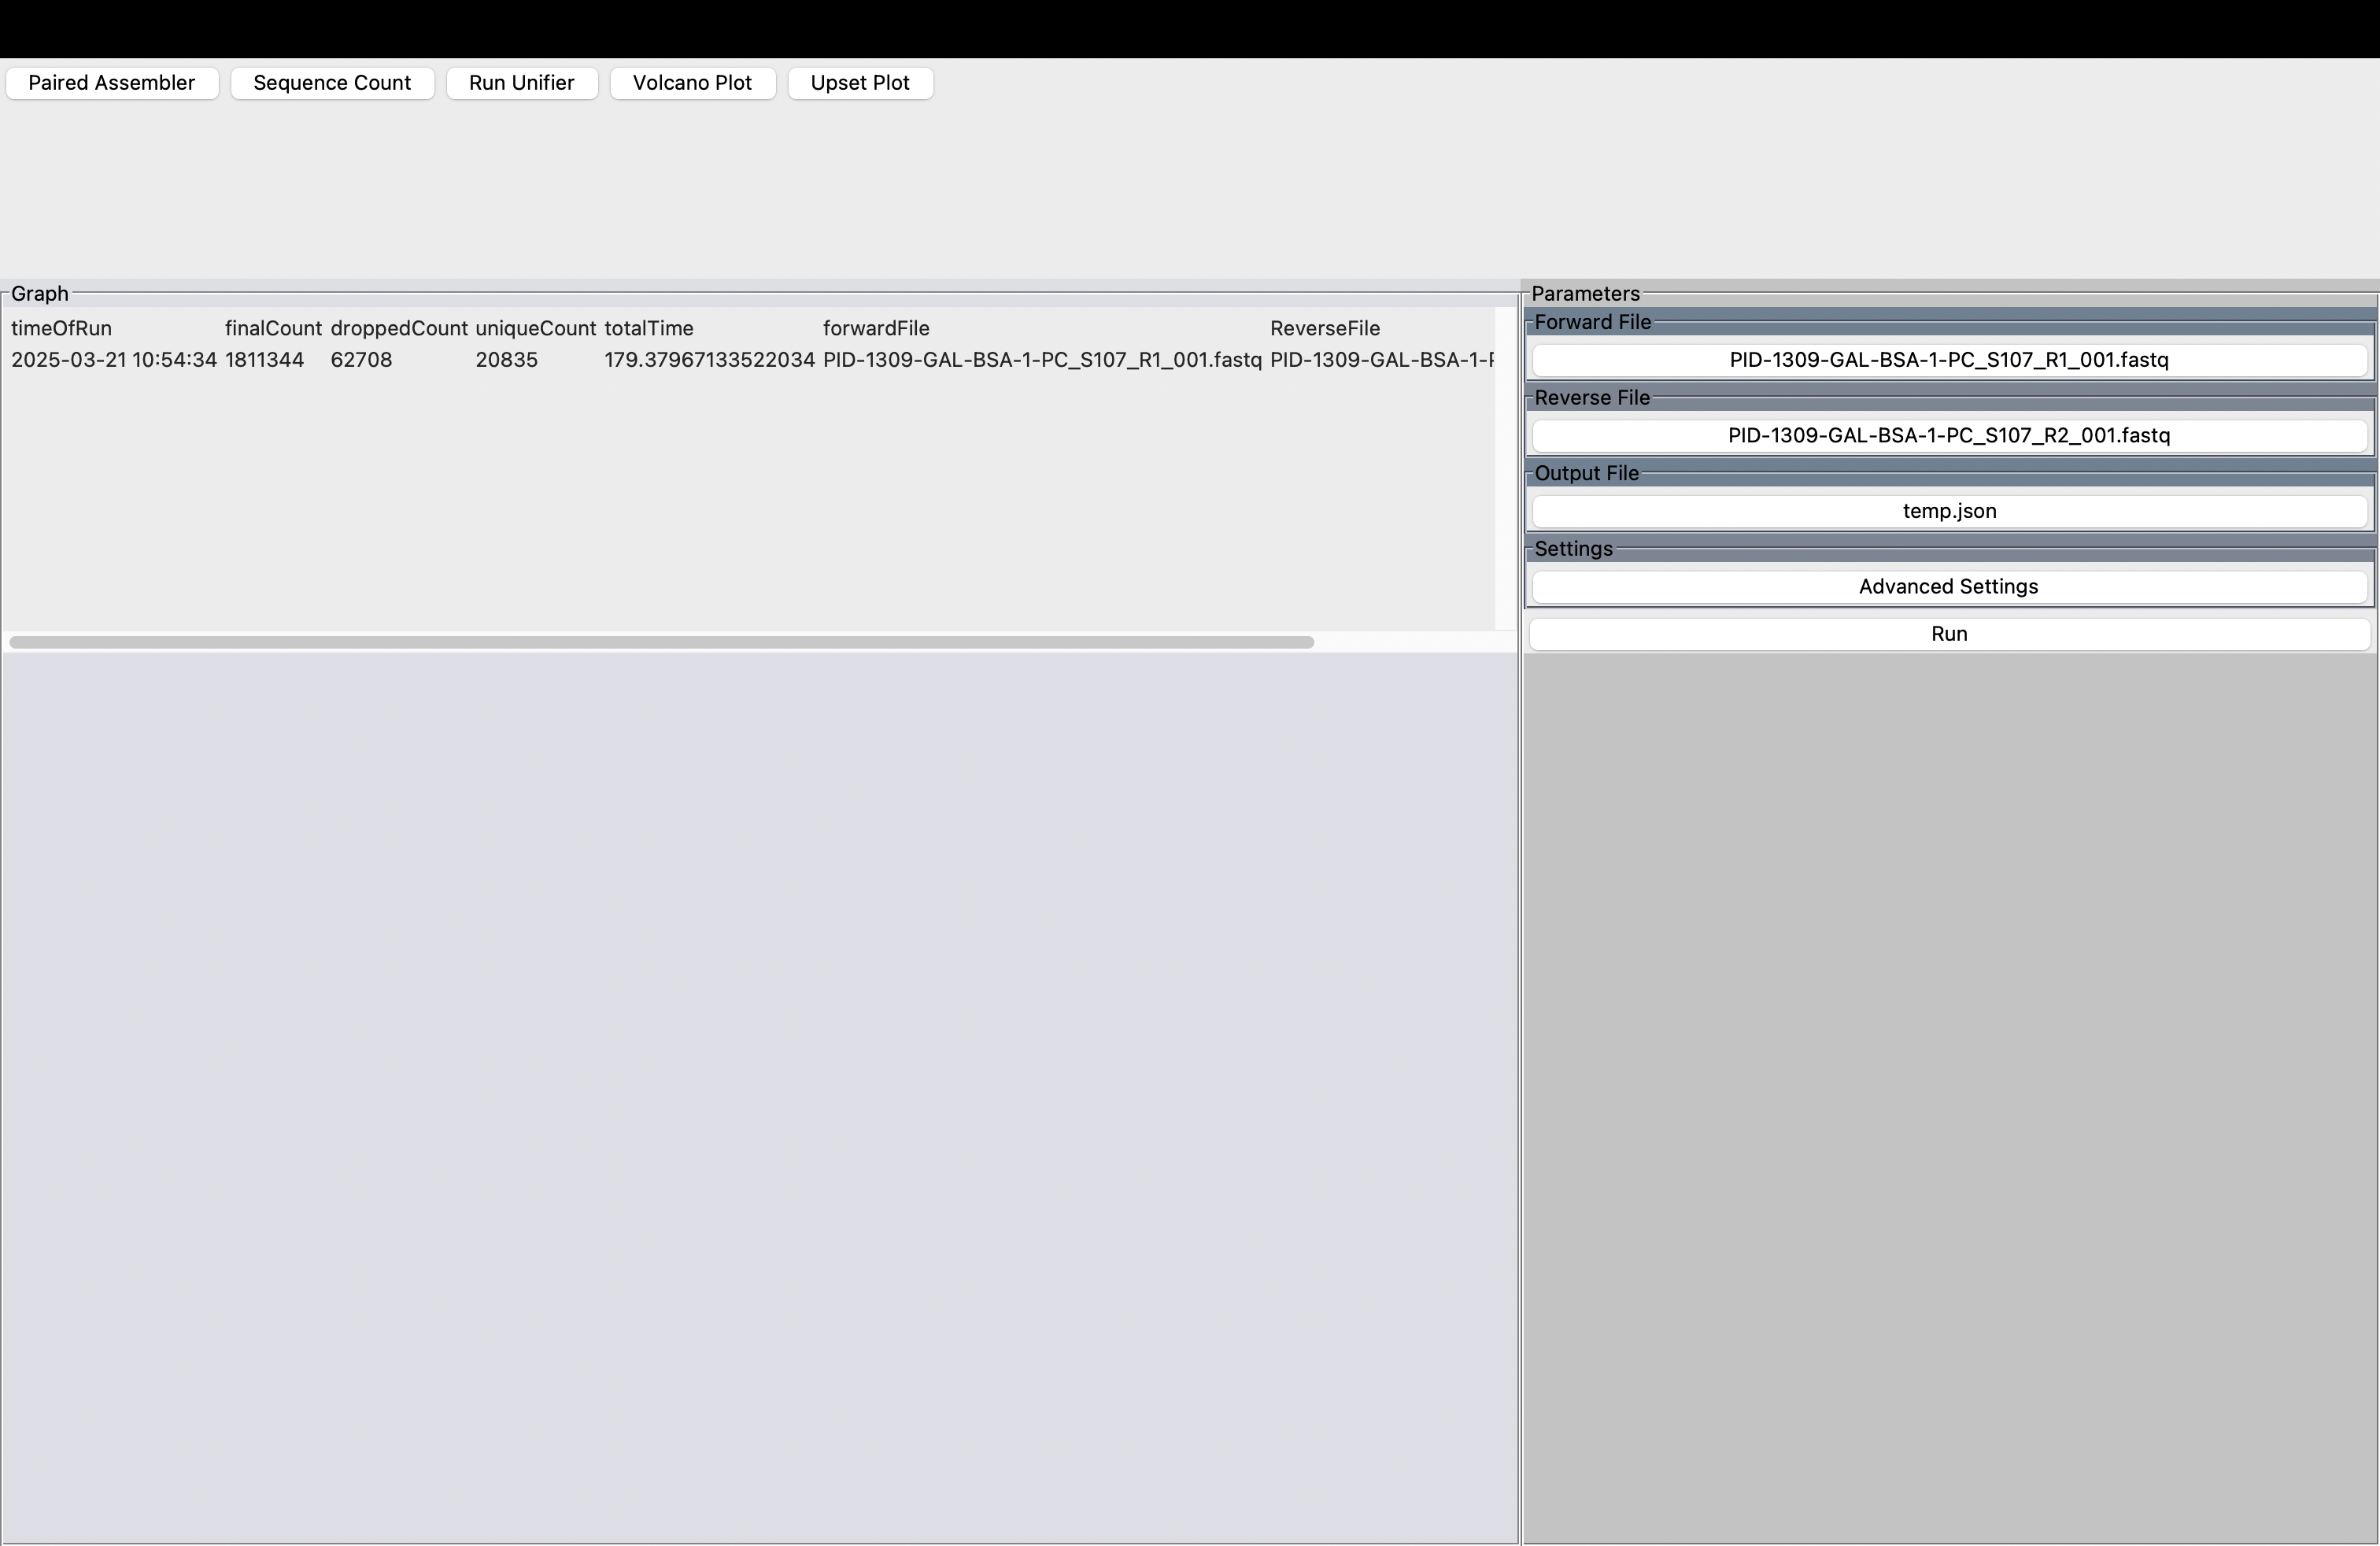 Paired Assembler Sequence Count Run Unifier Volcano Plot Upset Plot
Graph
timeOfRun finalCount droppedCount uniqueCount totalTime forwardFile ReverseFile
2025-03-21 10:54:34 1811344 62708 20835 179.37967133522034 PID-1309-GAL-BSA-1-PC_S107_R1_001.fastq PID-1309-GAL-BSA-1-
Parameters
Forward File
PID-1309-GAL-BSA-1-PC_S107_R1_001.fastq
Reverse File
PID-1309-GAL-BSA-1-PC_S107_R2_001.fastq
Output File
temp.json
Settings
Advanced Settings
Run